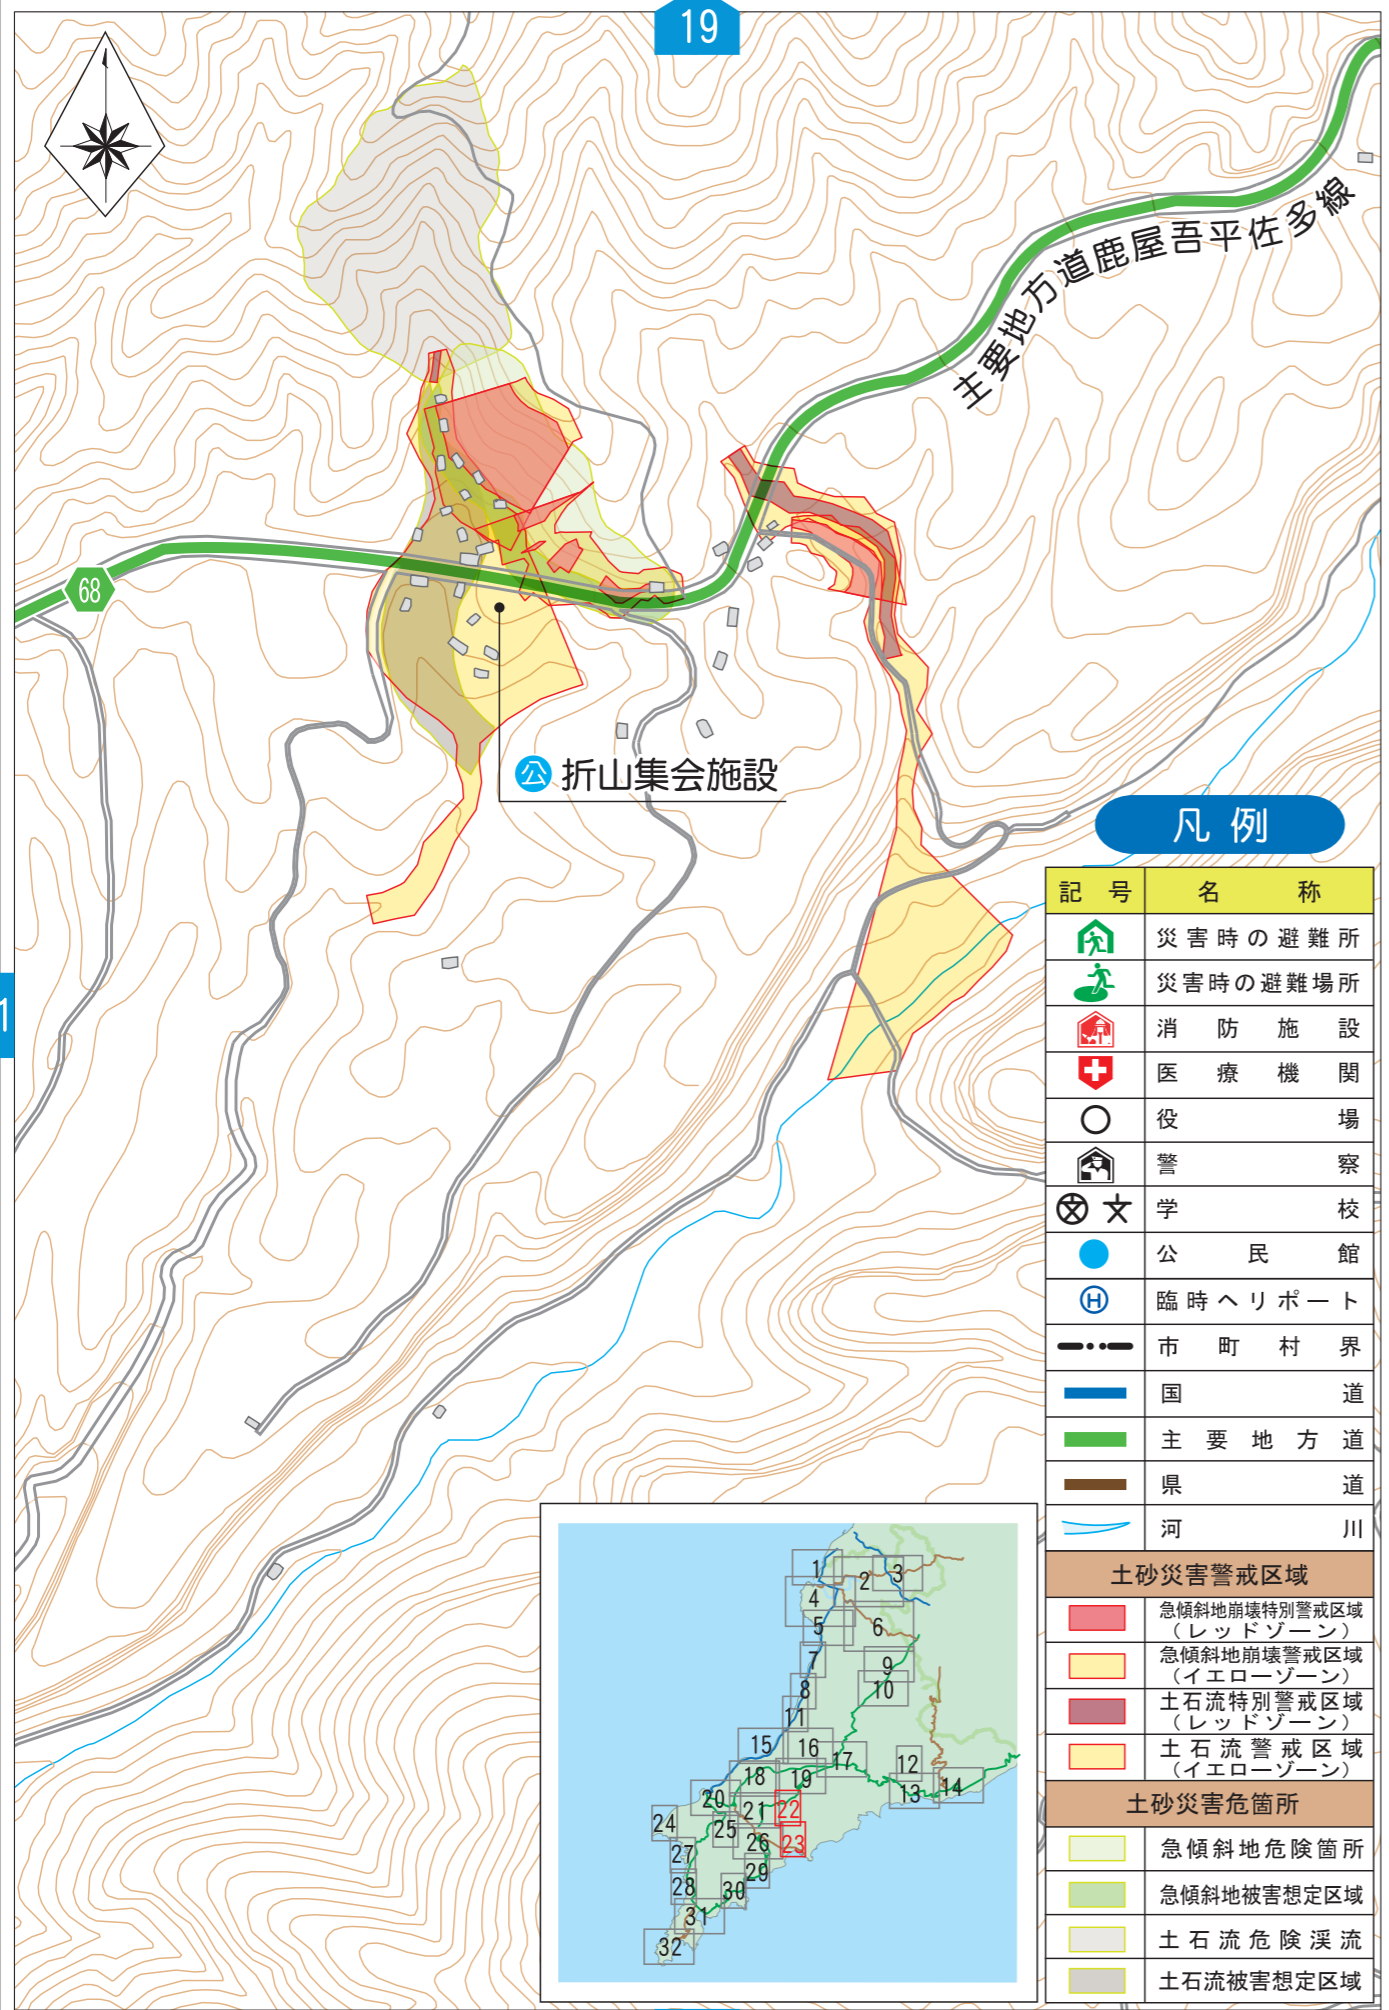 19
主要地方道鹿屋吾平佐多線
68
公 折山集会施設
1
凡例
記号 名称
災害時の避難所
災害時の避難場所
消防施設
医療機関
役場
警察
文 文 学校
公民館
H 臨時ヘリポート
市町村界
国道
主要地方道
県道
河川
土砂災害警戒区域
急傾斜地崩壊特別警戒区域
(レッドゾーン)
急傾斜地崩壊警戒区域
(イエローゾーン)
土石流特別警戒区域
(レッドゾーン)
土石流警戒区域
(イエローゾーン)
土砂災害危箇所
急傾斜地危険箇所
急傾斜地被害想定区域
土石流危険渓流
土石流被害想定区域
1
2
3
4
5
6
7
8
9
10
11
12
13
14
15
16
17
18
19
20
21
22
23
24
25
26
27
28
29
30
31
32